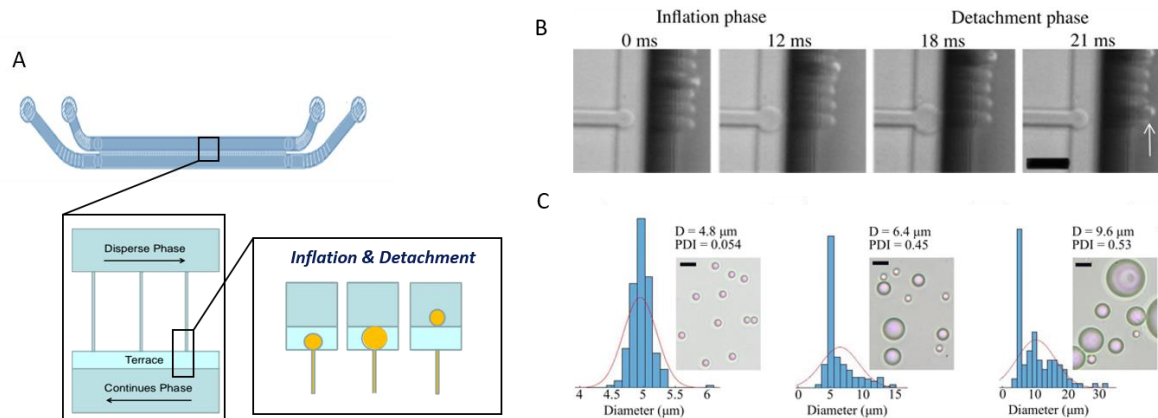 A
Disperse Phase
Terrace
Continues Phase
Inflation & Detachment
B
Inflation phase
Detachment phase
0 ms
12 ms
18 ms
21 ms
C
D = 4.8 μm
PDI = 0.054
4 4.5 5 5.5 6
Diameter (μm)
D = 6.4 μm
PDI = 0.45
0 5 10 15
Diameter (μm)
D = 9.6 μm
PDI = 0.53
0 10 20 30
Diameter (μm)